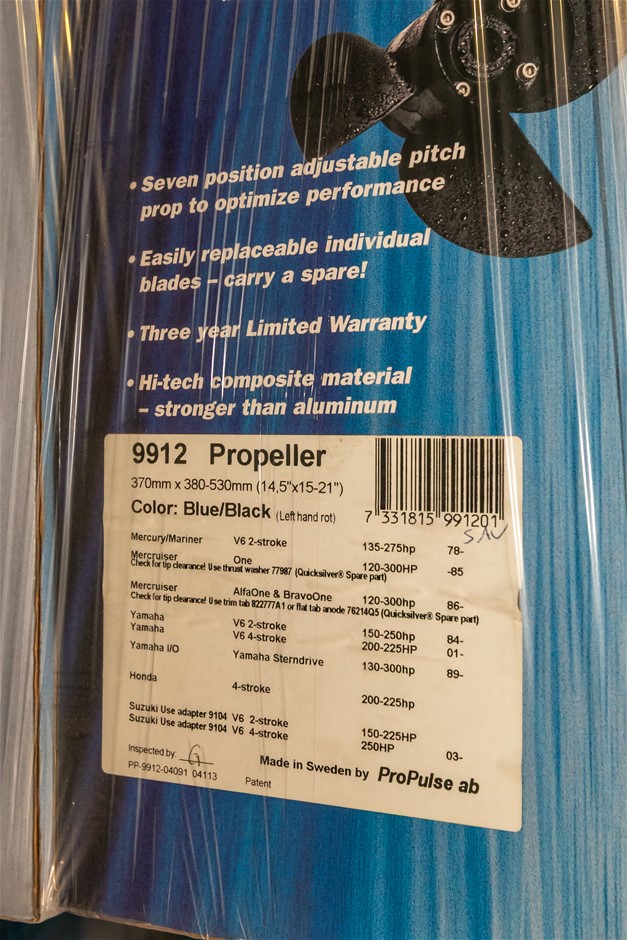 • Seven position adjustable pitch
prop to optimize performance
• Easily replaceable individual
blades – carry a spare!
• Three year Limited Warranty
• Hi-tech composite material
– stronger than aluminum
9912 Propeller
370mm x 380-530mm (14,5"x15-21")
Color: Blue/Black (Left hand rot)
7 331815 991201
Mercury/Mariner V6 2-stroke 135-275hp 78-
Mercruiser One 120-300HP -85
Check for tip clearance! Use thrust washer 77987 (Quicksilver® Spare part)
Mercruiser AlfaOne & BravoOne 120-300hp 86-
Check for tip clearance! Use trim tab 822777A1 or flat tab anode 76214Q5 (Quicksilver® Spare part)
Yamaha V6 2-stroke 150-250hp 84-
Yamaha V6 4-stroke 200-225HP 01-
Yamaha I/O Yamaha Sterndrive 130-300hp 89-
Honda 4-stroke 200-225hp
Suzuki Use adapter 9104 V6 2-stroke 150-225HP
Suzuki Use adapter 9104 V6 4-stroke 250HP 03-
Inspected by:
PP-9912-04091 04113
Patent
Made in Sweden by ProPulse ab